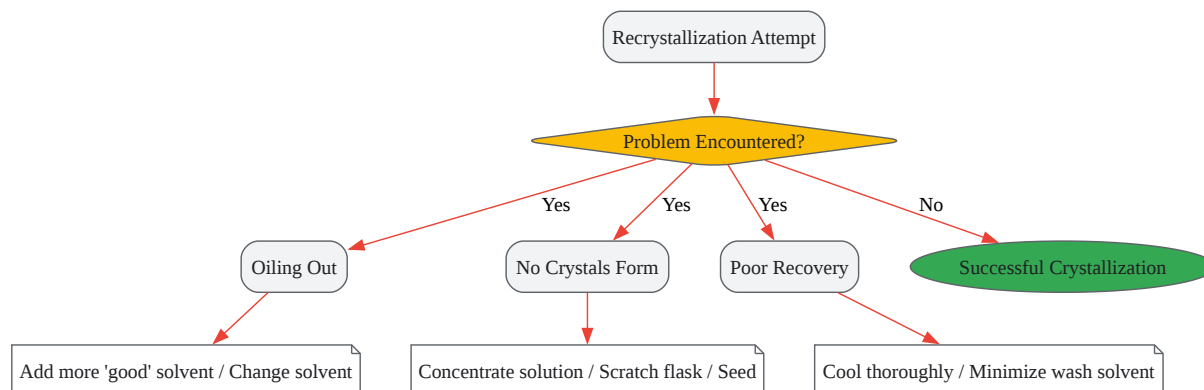 Recrystallization Attempt
Problem Encountered?
Yes
Yes
Yes
No
Oiling Out
No Crystals Form
Poor Recovery
Successful Crystallization
Add more 'good' solvent / Change solvent
Concentrate solution / Scratch flask / Seed
Cool thoroughly / Minimize wash solvent